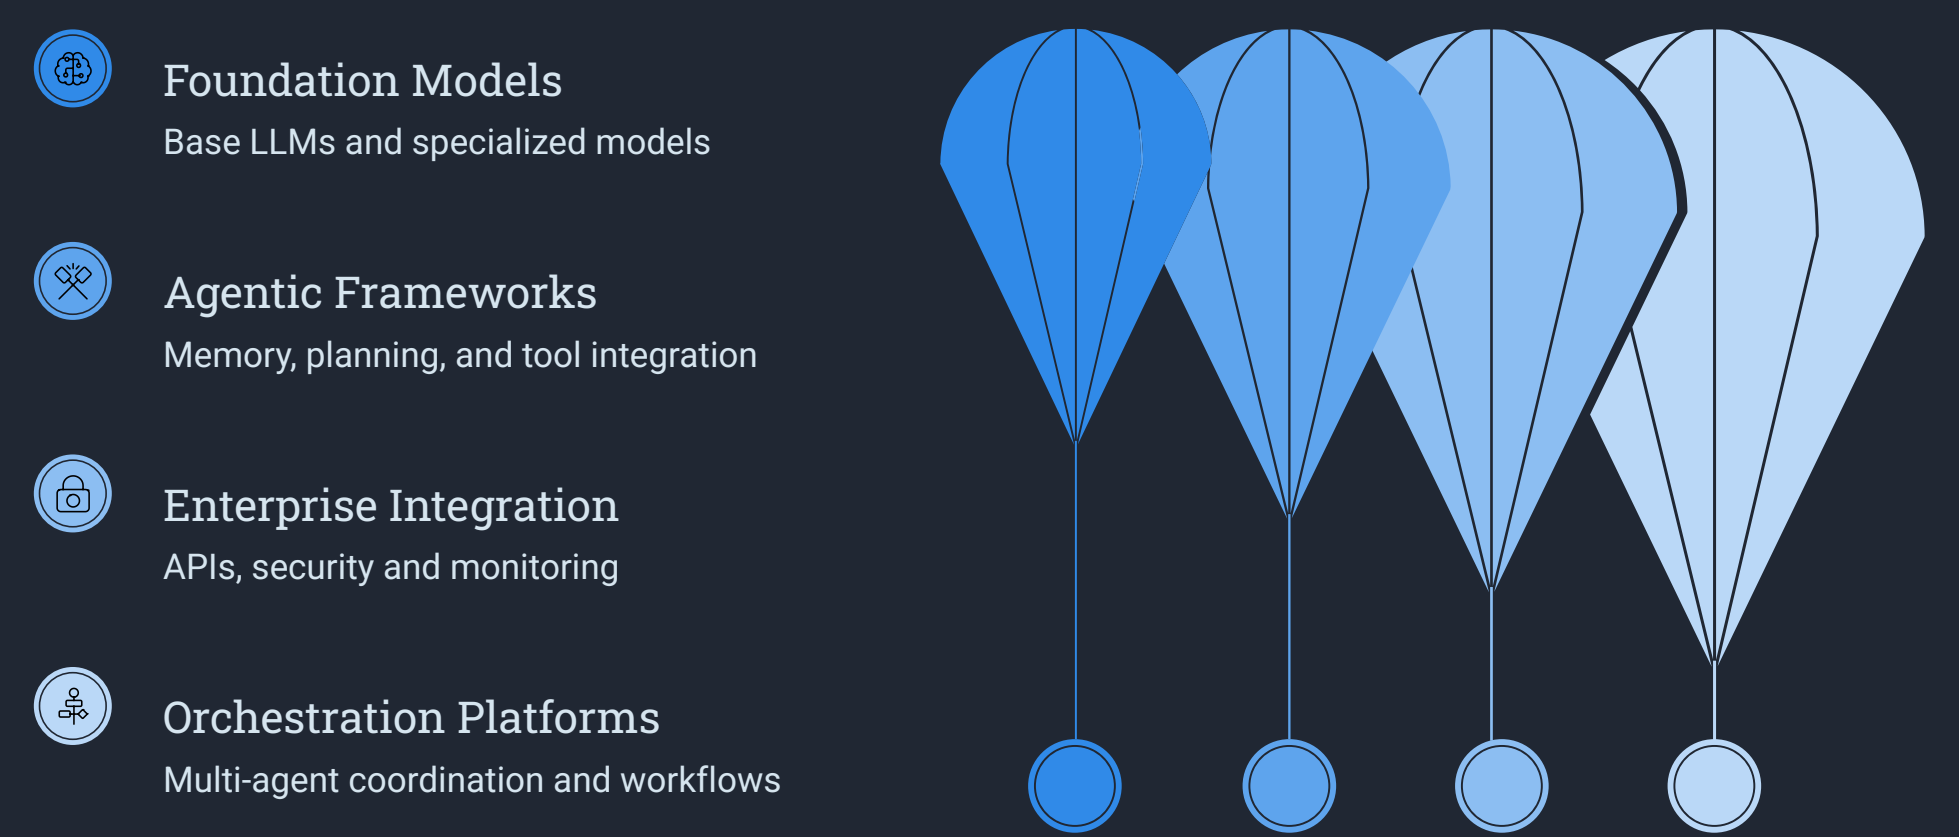 Foundation Models
Base LLMs and specialized models
Agentic Frameworks
Memory, planning, and tool integration
Enterprise Integration
APIs, security and monitoring
Orchestration Platforms
Multi-agent coordination and workflows